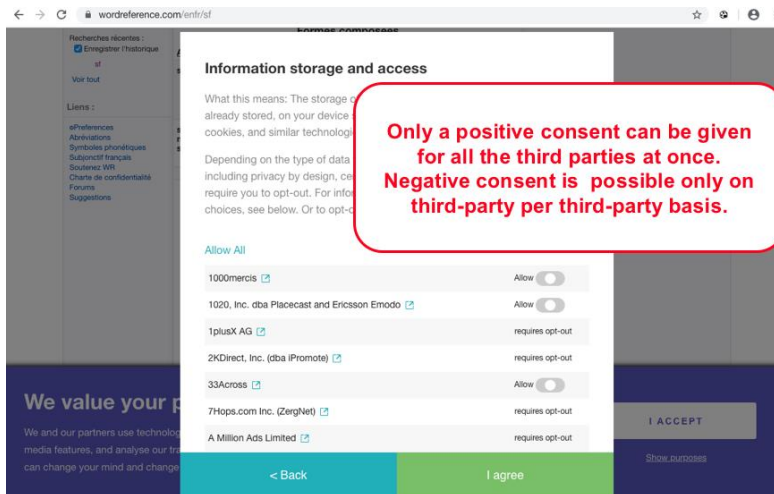 wordreference.com/enfr/sf
Recherches récentes :
Enregistrer l'historique
sf
Voir tout
Liens :
ePreferences
Abréviations
Symboles phonétiques
Subjonctif français
Soutenez WR
Charte de confidentialité
Forums
Suggestions
Formes composées
Information storage and access
What this means: The storage o
already stored, on your device
cookies, and similar technologi
Depending on the type of data
including privacy by design, ce
require you to opt-out. For infor
choices, see below. Or to opt-o
Only a positive consent can be given
for all the third parties at once.
Negative consent is possible only on
third-party per third-party basis.
Allow All
1000mercis Allow
1020, Inc. dba Placecast and Ericsson Emodo Allow
1plusX AG requires opt-out
2KDirect, Inc. (dba iPromote) requires opt-out
33Across Allow
7Hops.com Inc. (ZergNet) requires opt-out
A Million Ads Limited requires opt-out
We value your p
We and our partners use technolog
media features, and analyse our tra
can change your mind and change
I ACCEPT
Show purposes
< Back
I agree